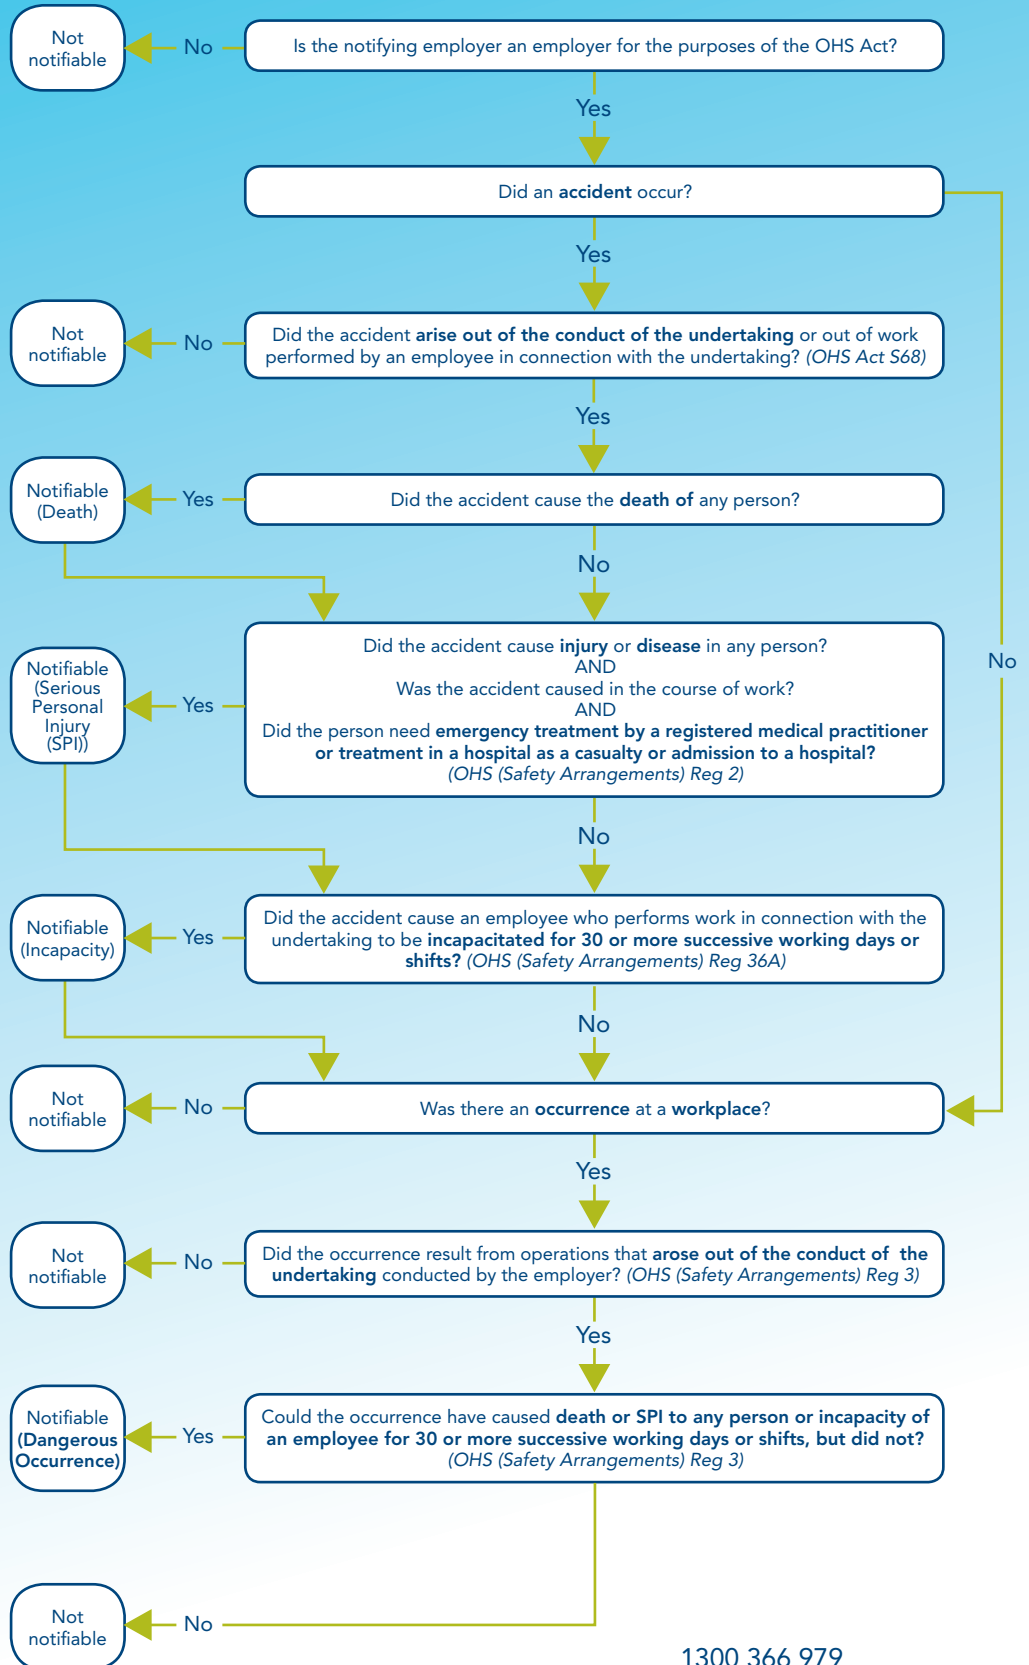 Not
notifiable
No
Is the notifying employer an employer for the purposes of the OHS Act?
Yes
Did an accident occur?
Yes
Not
notifiable
No
Did the accident arise out of the conduct of the undertaking or out of work
performed by an employee in connection with the undertaking? (OHS Act S68)
Yes
Notifiable
(Death)
Yes
Did the accident cause the death of any person?
No
Notifiable
(Serious
Personal
Injury
(SPI))
Yes
Did the accident cause injury or disease in any person?
AND
Was the accident caused in the course of work?
AND
Did the person need emergency treatment by a registered medical practitioner
or treatment in a hospital as a casualty or admission to a hospital?
(OHS (Safety Arrangements) Reg 2)
No
No
Notifiable
(Incapacity)
Yes
Did the accident cause an employee who performs work in connection with the
undertaking to be incapacitated for 30 or more successive working days or
shifts? (OHS (Safety Arrangements) Reg 36A)
No
Not
notifiable
No
Was there an occurrence at a workplace?
Yes
Not
notifiable
No
Did the occurrence result from operations that arose out of the conduct of the
undertaking conducted by the employer? (OHS (Safety Arrangements) Reg 3)
Yes
Notifiable
(Dangerous
Occurrence)
Yes
Could the occurrence have caused death or SPI to any person or incapacity of
an employee for 30 or more successive working days or shifts, but did not?
(OHS (Safety Arrangements) Reg 3)
Not
notifiable
No
1300 366 979